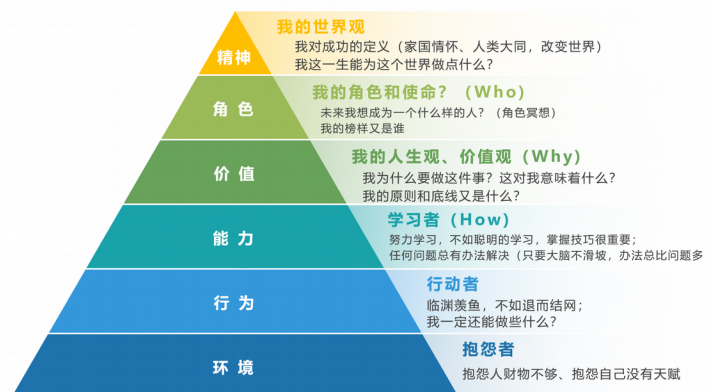 我的世界观
我对成功的定义（家国情怀、人类大同，改变世界）
精神
我这一生能为这个世界做点什么？
我的角色和使命？（Who）
角 色
未来我想成为一个什么样的人？（角色冥想）
我的榜样又是谁
我的人生观、价值观（Why）
价 值
我为什么要做这件事？这对我意味着什么？
我的原则和底线又是什么？
学习者（How）
能 力
努力学习，不如聪明的学习，掌握技巧很重要；
任何问题总有办法解决（只要大脑不滑坡，办法总比问题多
行动者
行 为
临渊羡鱼，不如退而结网；
我一定还能做些什么？
抱怨者
环 境
抱怨人财物不够、抱怨自己没有天赋